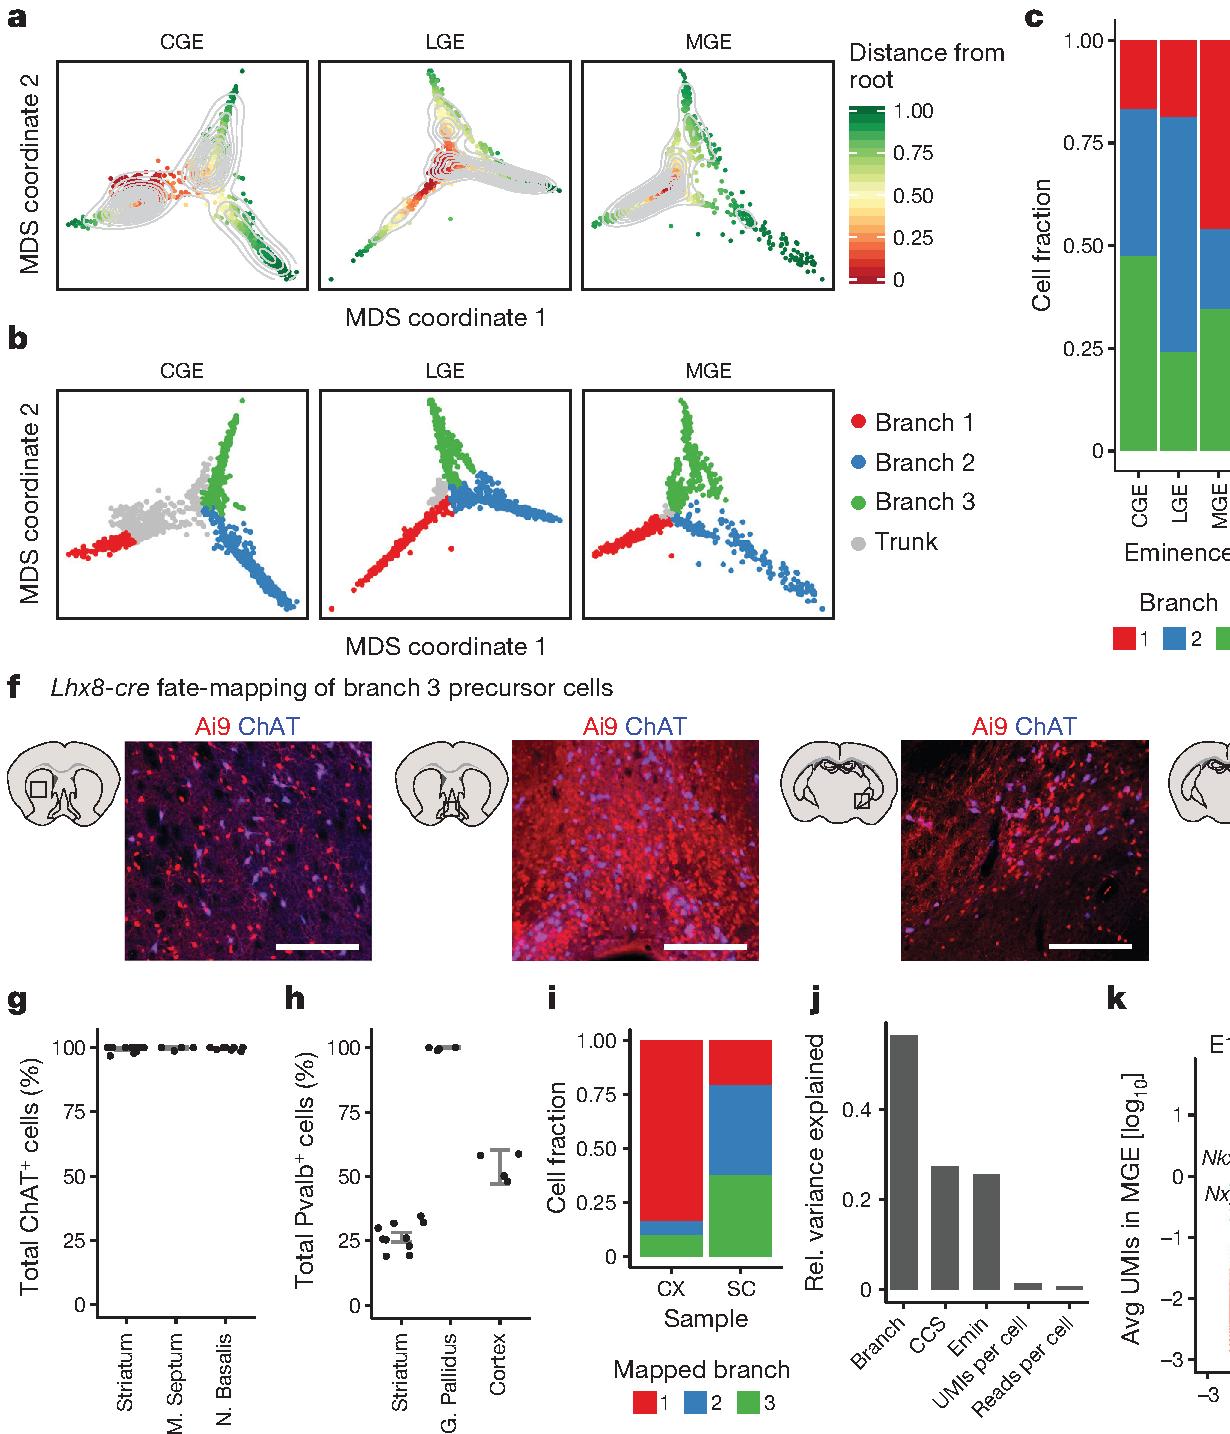 a
CGE
LGE
MGE
MDS coordinate 2
MDS coordinate 1
Distance from
root
1.00
0.75
0.50
0.25
0
b
CGE
LGE
MGE
MDS coordinate 2
MDS coordinate 1
Branch 1
Branch 2
Branch 3
Trunk
c
Cell fraction
1.00
0.75
0.50
0.25
0
CGE
LGE
MGE
Eminence
Branch
1
2
f
Lhx8-cre fate-mapping of branch 3 precursor cells
Ai9 ChAT
Ai9 ChAT
Ai9 ChAT
g
Total ChAT+ cells (%)
100
75
50
25
0
Striatum
M. Septum
N. Basalis
h
Total Pvalb+ cells (%)
100
75
50
25
0
Striatum
G. Pallidus
Cortex
i
Cell fraction
1.00
0.75
0.50
0.25
0
CX
SC
Sample
Mapped branch
1
2
3
j
Rel. variance explained
0.4
0.2
0
Branch
CCS
Emin
UMIs per cell
Reads per cell
k
Avg UMIs in MGE [log10]
1
0
−1
−2
−3
−3